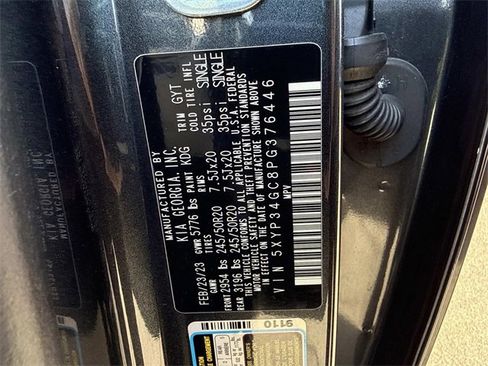 MANUFACTURED BY
KIA GEORGIA, INC.
FEB/23/23 GVWR 5776 lbs PAINT KDG TRIM GYT
GAWR TIRES RIMS COLD TIRE INFL
FRONT 2954 lbs 245/50R20 7.5JX20 35psi SINGLE
REAR 3196 lbs 245/50R20 7.5JX20 35psi SINGLE
THIS VEHICLE CONFORMS TO ALL APPLICABLE U.S.A. FEDERAL
MOTOR VEHICLE SAFETY, BUMPER, AND THEFT PREVENTION STANDARDS
IN EFFECT ON THE DATE OF MANUFACTURE SHOWN ABOVE.
VIN 5XYP34GC8PG376446
MPV
9110